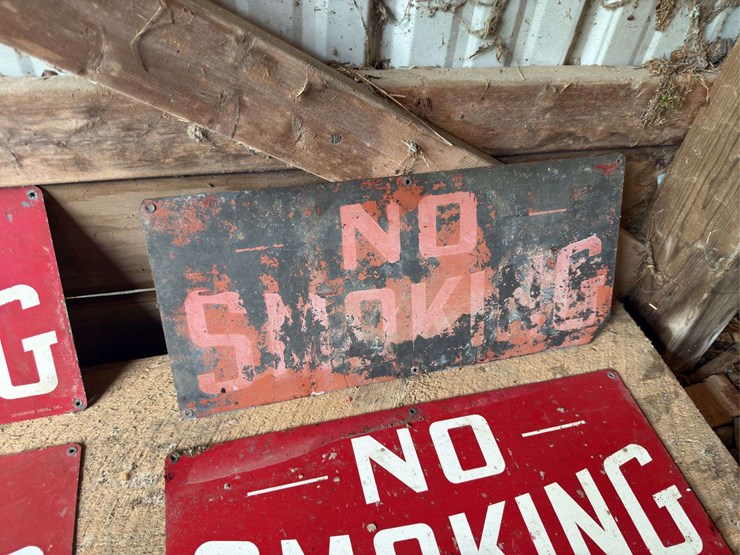 — NO —
SMOKING
— NO —
SMOKING
G